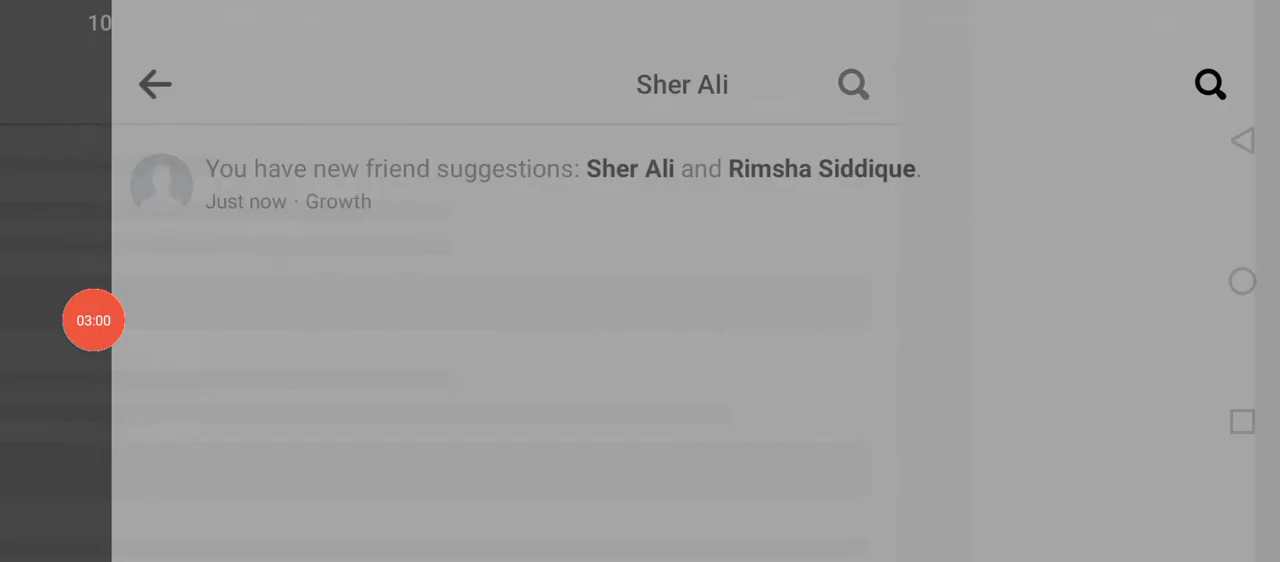 10
Sher Ali
You have new friend suggestions: Sher Ali and Rimsha Siddique.
Just now · Growth
03:00